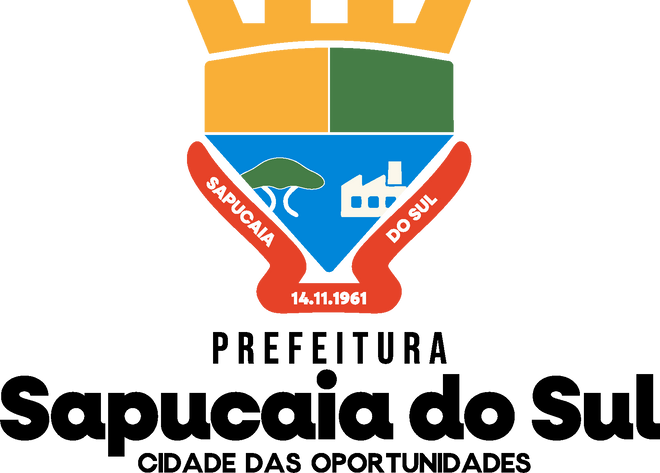 SAPUCAIA
DO SUL
14.11.1961
PREFEITURA
Sapucaia do Sul
CIDADE DAS OPORTUNIDADES